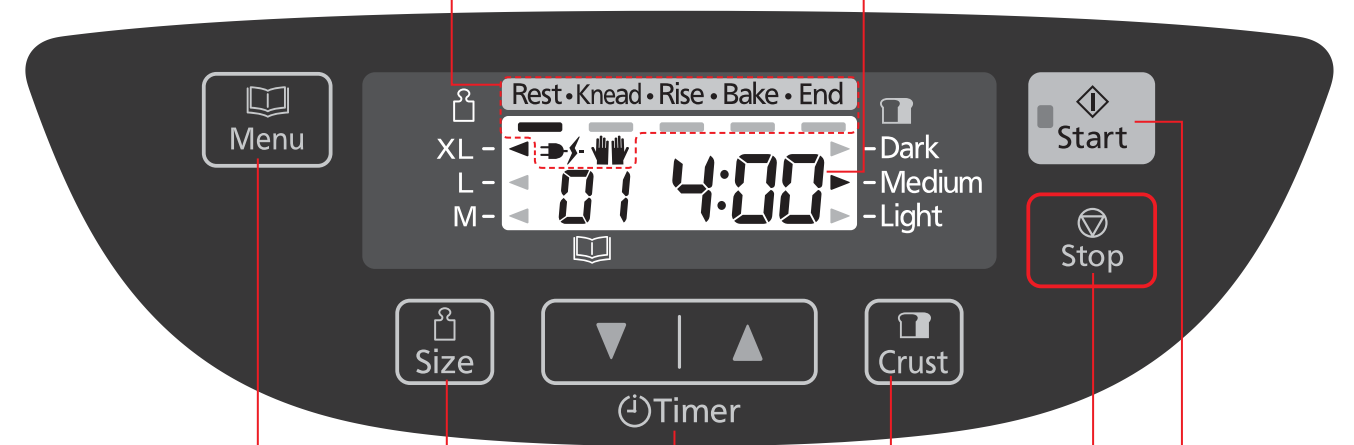 Rest•Knead•Rise•Bake•End
Menu
XL
L
M
01 4:00
Dark
Medium
Light
Start
Stop
Size
Crust
Timer